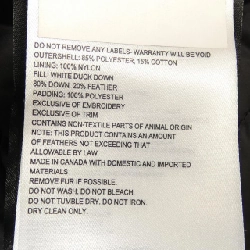 DO NOT REMOVE ANY LABELS- WARRANTY WILL BE VOID
OUTERSHELL: 85% POLYESTER, 15% COTTON
LINING: 100% NYLON
FILL: WHITE DUCK DOWN
80% DOWN 20% FEATHER
PADDING: 100% POLYESTER
EXCLUSIVE OF EMBROIDERY
EXCLUSIVE OF TRIM
CONTAINS NON-TEXTILE PARTS OF ANIMAL ORIGIN
NOTE: THIS PRODUCT CONTAINS AN AMOUNT
OF FEATHERS NOT EXCEEDING THAT
ALLOWABLE BY LAW
MADE IN CANADA WITH DOMESTIC AND IMPORTED
MATERIALS
REMOVE FUR IF POSSIBLE.
DO NOT WASH, DO NOT BLEACH
DO NOT TUMBLE DRY, DO NOT IRON
DRY CLEAN ONLY